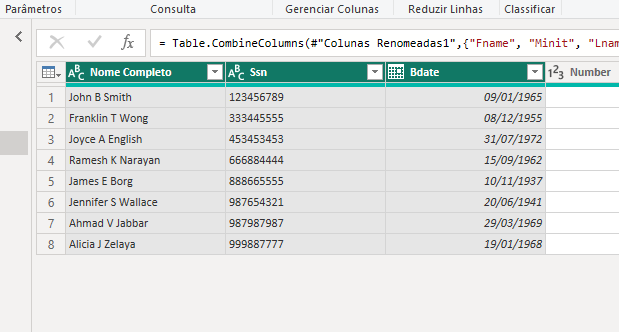 Parâmetros Consulta Gerenciar Colunas Reduzir Linhas Classificar
= Table.CombineColumns(#"Colunas Renomeadas1",{"Fname", "Minit", "Lnam
ABC Nome Completo ABC Ssn Bdate 123 Number
1 John B Smith 123456789 09/01/1965
2 Franklin T Wong 333445555 08/12/1955
3 Joyce A English 453453453 31/07/1972
4 Ramesh K Narayan 666884444 15/09/1962
5 James E Borg 888665555 10/11/1937
6 Jennifer S Wallace 987654321 20/06/1941
7 Ahmad V Jabbar 987987987 29/03/1969
8 Alicia J Zelaya 999887777 19/01/1968